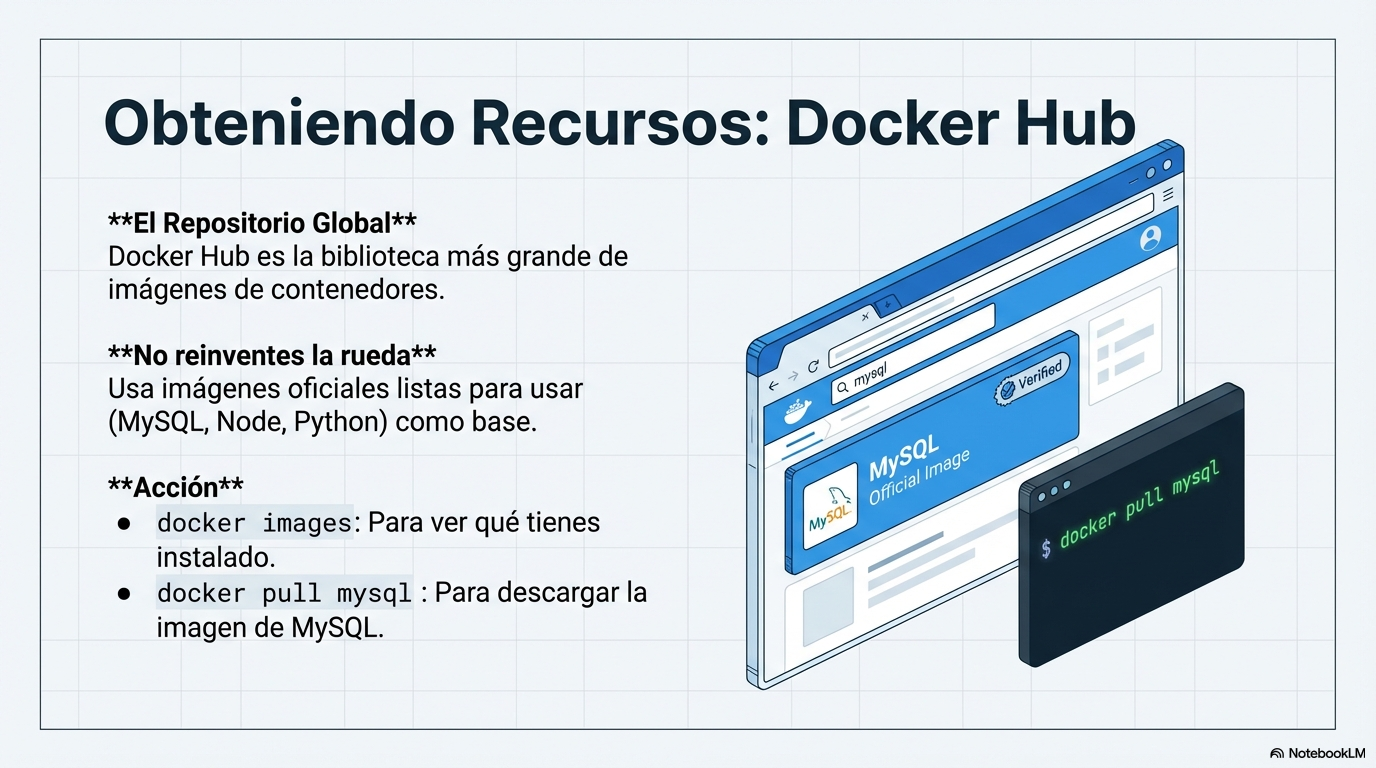 Obteniendo Recursos: Docker Hub
**El Repositorio Global**
Docker Hub es la biblioteca más grande de
imágenes de contenedores.
**No reinventes la rueda**
Usa imágenes oficiales listas para usar
(MySQL, Node, Python) como base.
**Acción**
● docker images: Para ver qué tienes
instalado.
● docker pull mysql : Para descargar la
imagen de MySQL.
mysql
Verified
MySQL
Official Image
MySQL
$ docker pull mysql
NotebookLM